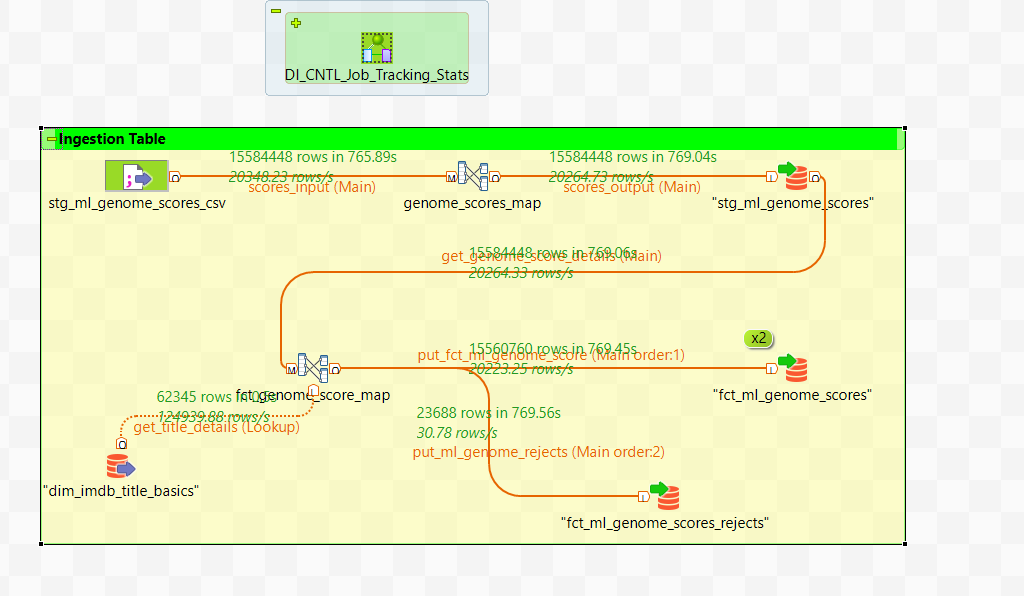 DI_CNTL_Job_Tracking_Stats
Ingestion Table
15584448 rows in 765.89s
20348.23 rows/s
scores_input (Main)
15584448 rows in 769.04s
20264.73 rows/s
scores_output (Main)
stg_ml_genome_scores_csv
M
O
genome_scores_map
"stg_ml_genome_scores"
15584448 rows in 769.06s
get_genome_score_details (Main)
20264.33 rows/s
x2
15560760 rows in 769.45s
put_fct_ml_genome_score (Main order:1)
20223.25 rows/s
fct_genome_score_map
"fct_ml_genome_scores"
62345 rows in 0.5s
124939.88 rows/s
get_title_details (Lookup)
23688 rows in 769.56s
30.78 rows/s
put_ml_genome_rejects (Main order:2)
"dim_imdb_title_basics"
"fct_ml_genome_scores_rejects"